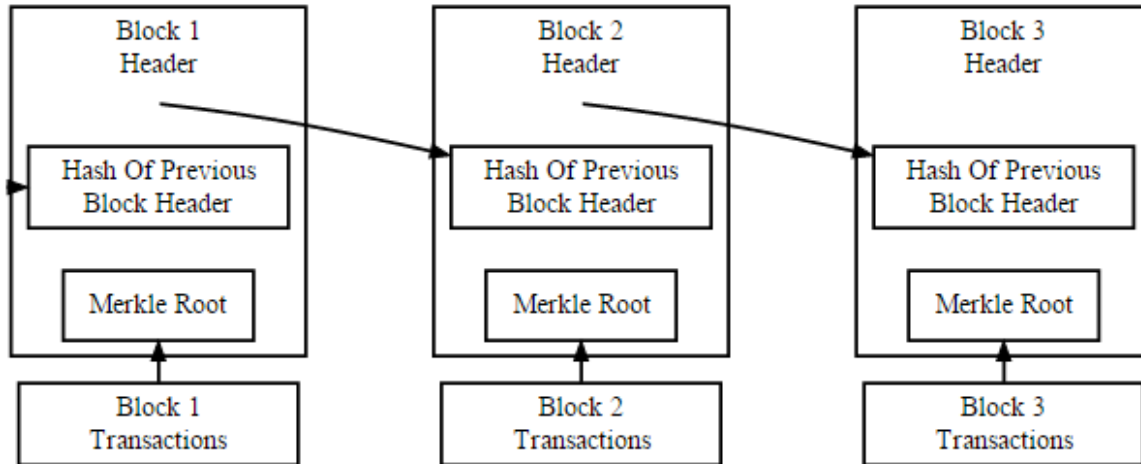 Block 1
Header
Hash Of Previous
Block Header
Merkle Root
Block 1
Transactions
Block 2
Header
Hash Of Previous
Block Header
Merkle Root
Block 2
Transactions
Block 3
Header
Hash Of Previous
Block Header
Merkle Root
Block 3
Transactions